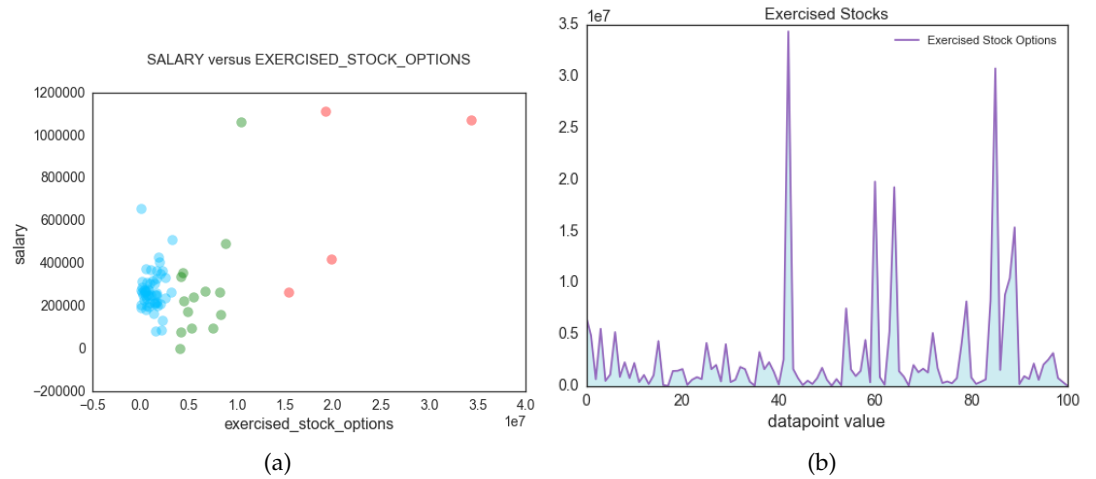 SALARY versus EXERCISED_STOCK_OPTIONS
1200000
1000000
800000
600000
400000
200000
0
−200000
salary
−0.5 0.0 0.5 1.0 1.5 2.0 2.5 3.0 3.5 4.0
1e7
exercised_stock_options
(a)
Exercised Stocks
1e7
Exercised Stock Options
3.5
3.0
2.5
2.0
1.5
1.0
0.5
0.0
0 20 40 60 80 100
datapoint value
(b)